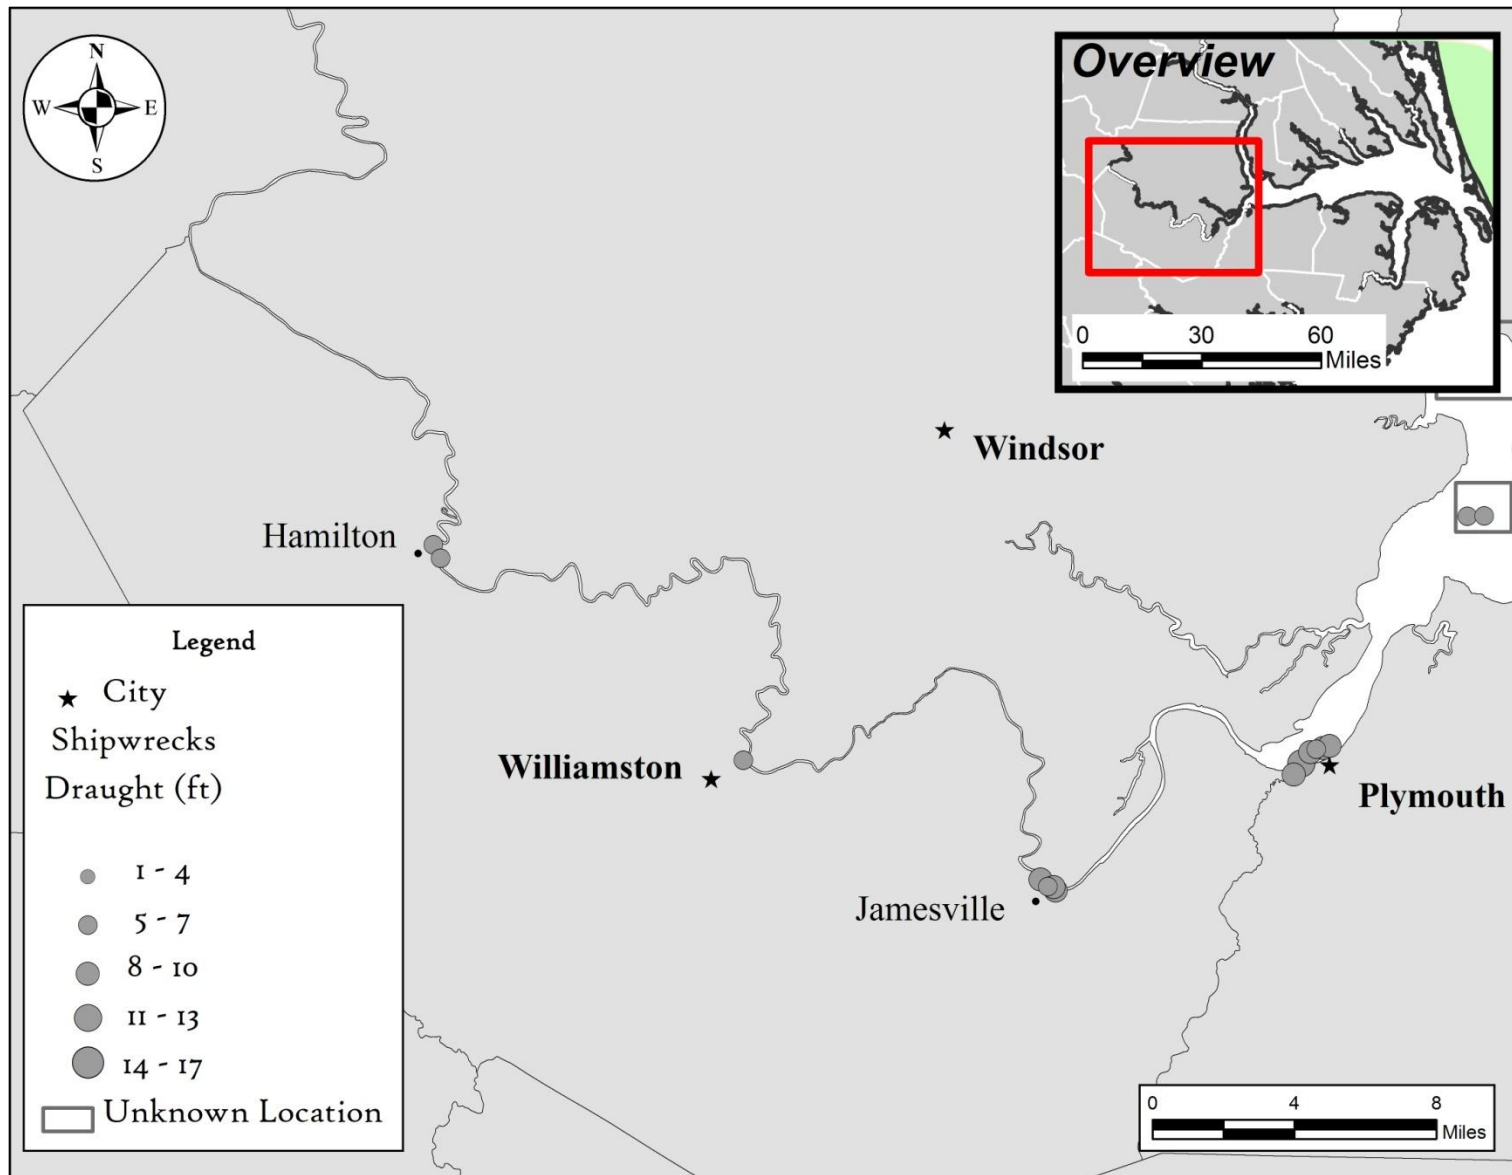 N
W E
S
Overview
0 30 60
Miles
Windsor
Hamilton
Williamston
Plymouth
Jamesville
Legend
City
Shipwrecks
Draught (ft)
1 - 4
5 - 7
8 - 10
11 - 13
14 - 17
Unknown Location
0 4 8
Miles